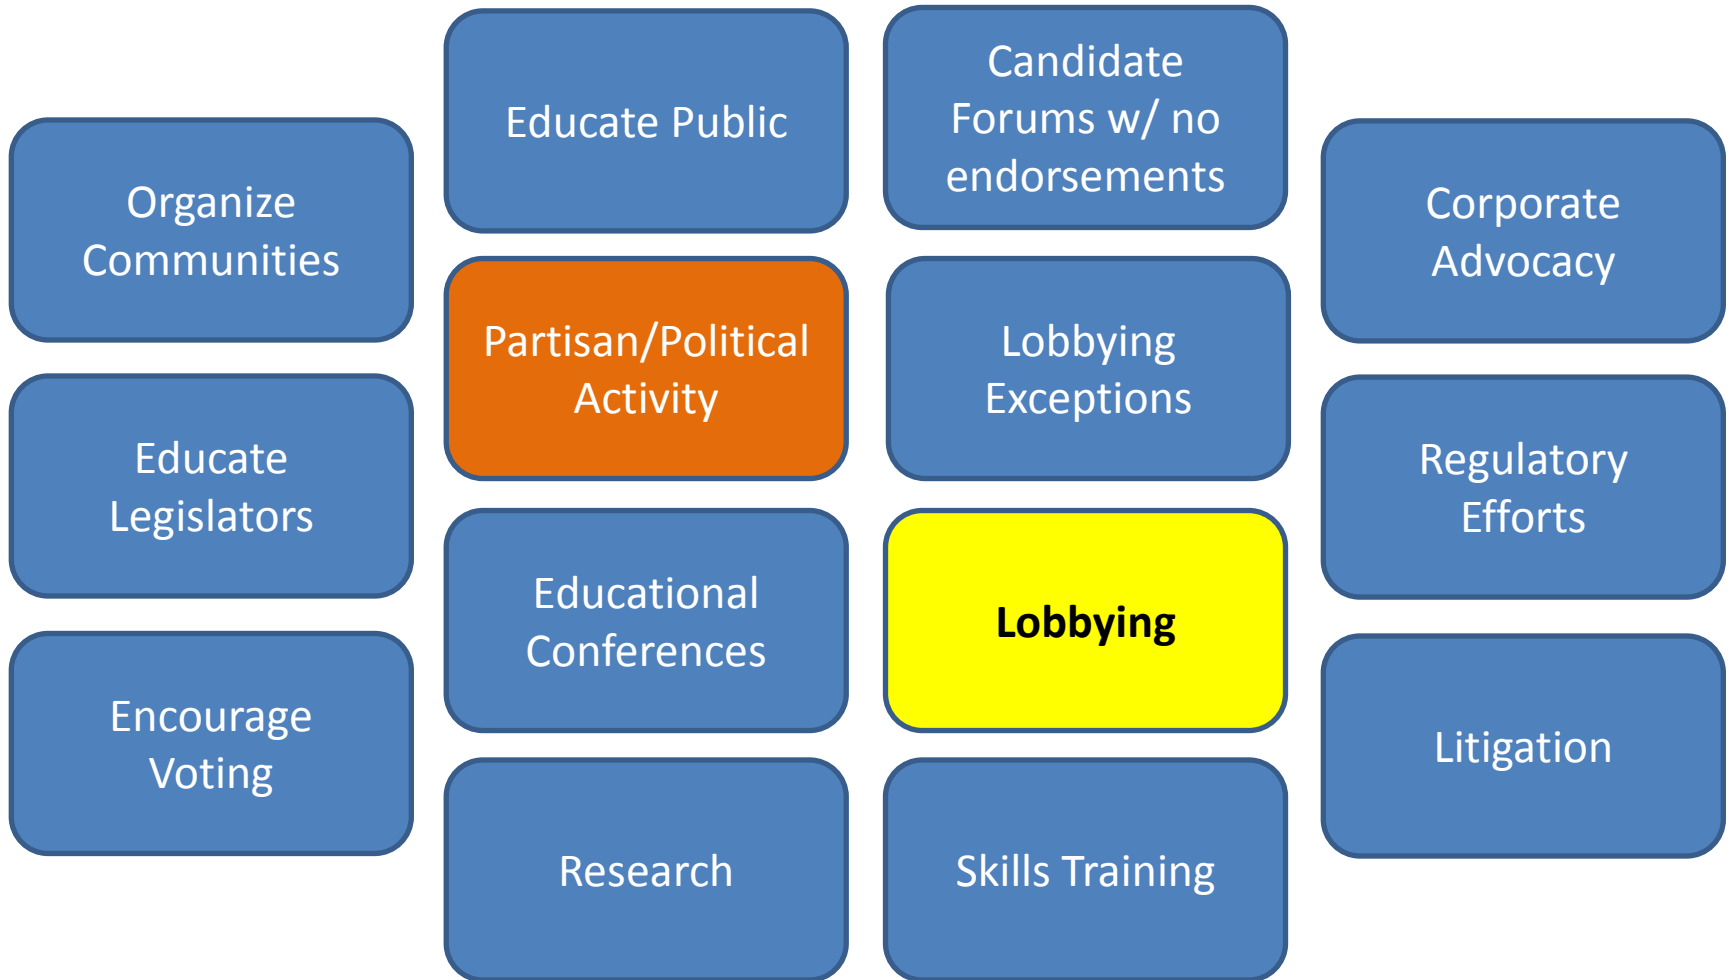 Organize
Communities
Educate
Legislators
Encourage
Voting
Educate Public
Partisan/Political
Activity
Educational
Conferences
Research
Candidate
Forums w/ no
endorsements
Lobbying
Exceptions
Lobbying
Skills Training
Corporate
Advocacy
Regulatory
Efforts
Litigation